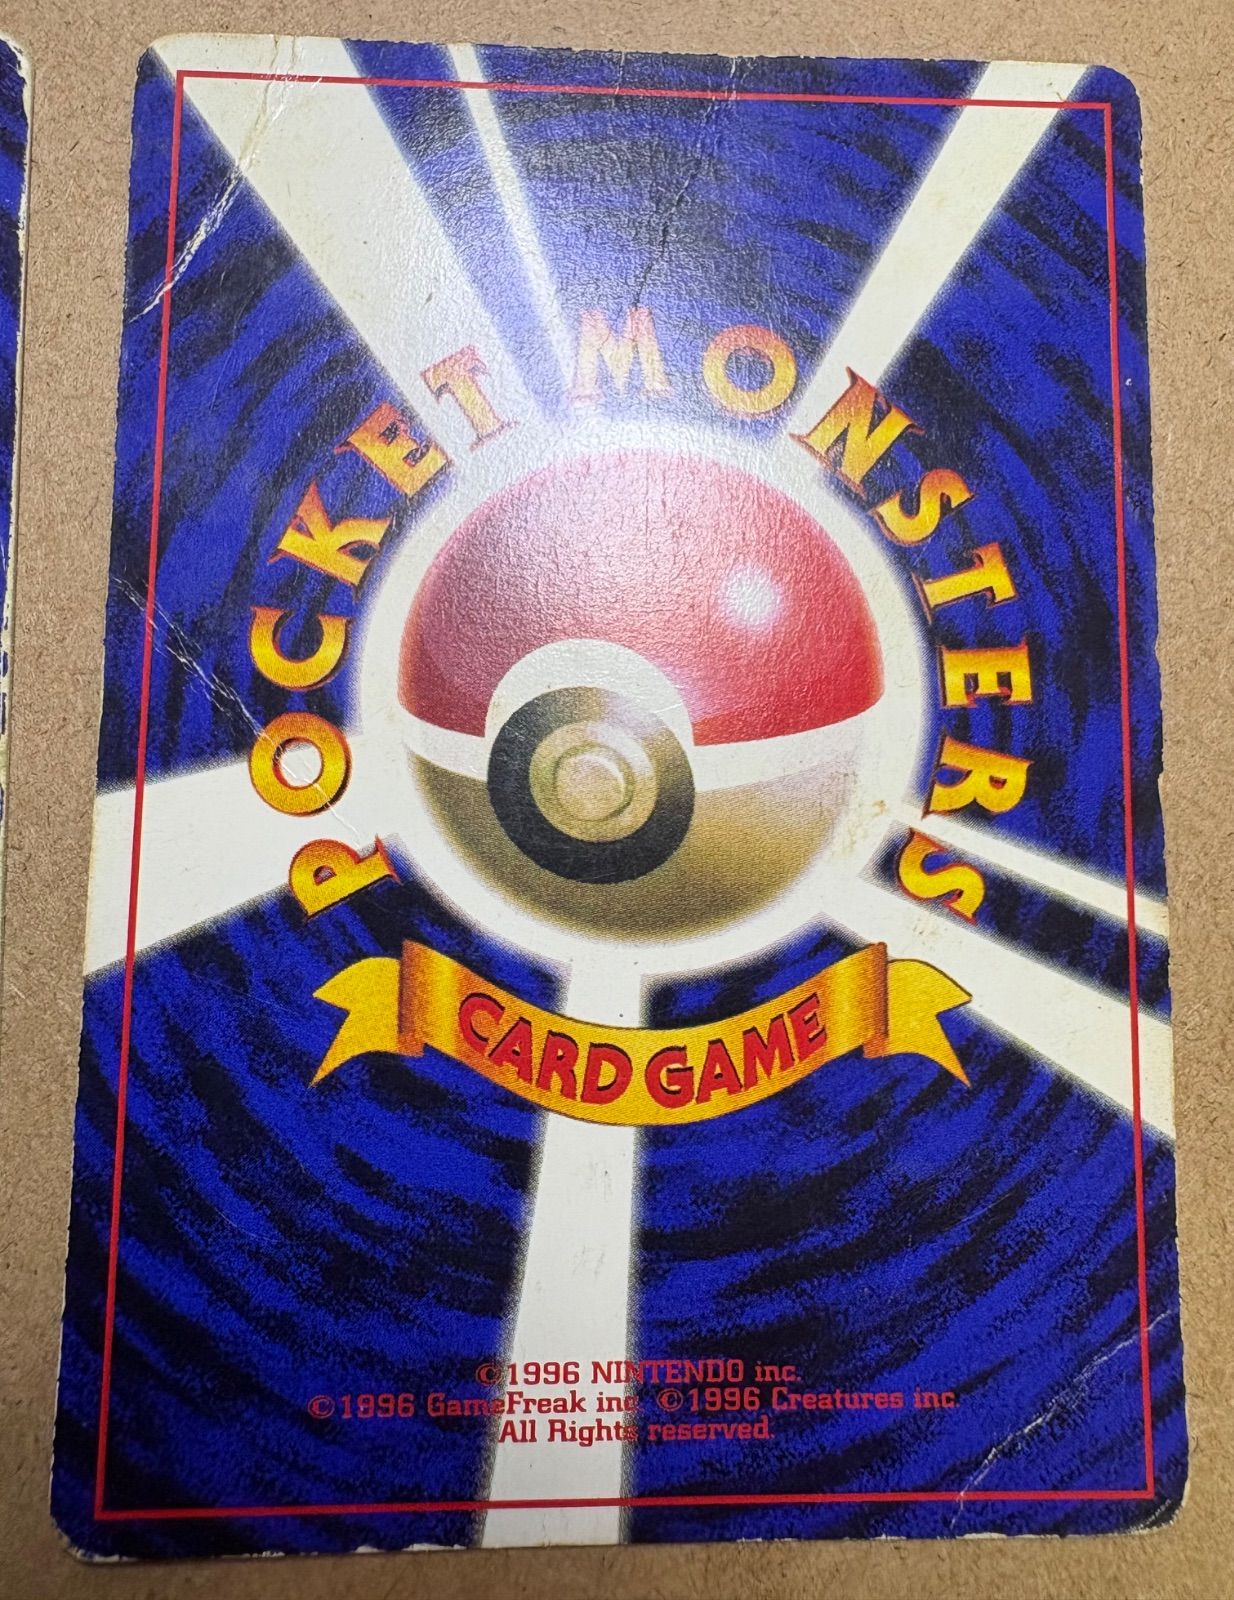 POCKET MONSTERS
CARD GAME
©1996 NINTENDO inc.
©1996 GameFreak inc. ©1996 Creatures inc.
All Rights reserved.